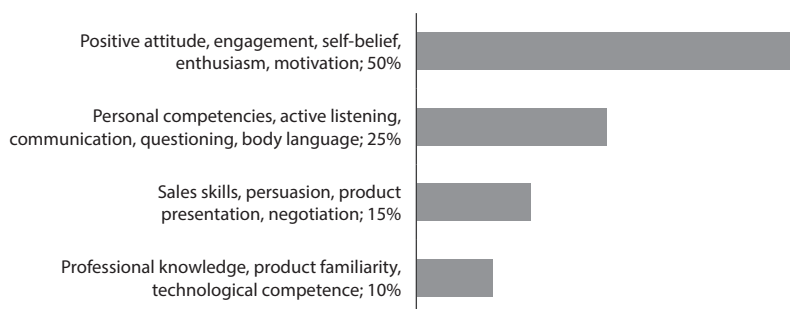 Positive attitude, engagement, self-belief,
enthusiasm, motivation; 50%
Personal competencies, active listening,
communication, questioning, body language; 25%
Sales skills, persuasion, product
presentation, negotiation; 15%
Professional knowledge, product familiarity,
technological competence; 10%